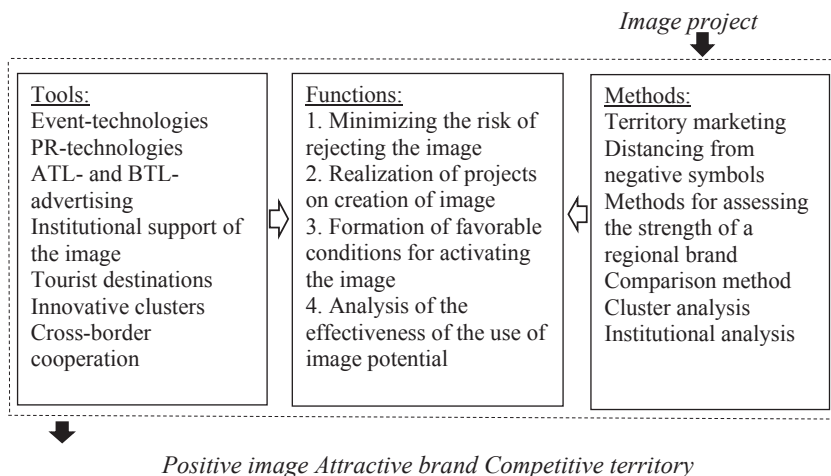 Image project
Tools:
Event-technologies
PR-technologies
ATL- and BTL-
advertising
Institutional support of
the image
Tourist destinations
Innovative clusters
Cross-border
cooperation
Functions:
1. Minimizing the risk of
rejecting the image
2. Realization of projects
on creation of image
3. Formation of favorable
conditions for activating
the image
4. Analysis of the
effectiveness of the use of
image potential
Methods:
Territory marketing
Distancing from
negative symbols
Methods for assessing
the strength of a
regional brand
Comparison method
Cluster analysis
Institutional analysis
Positive image Attractive brand Competitive territory